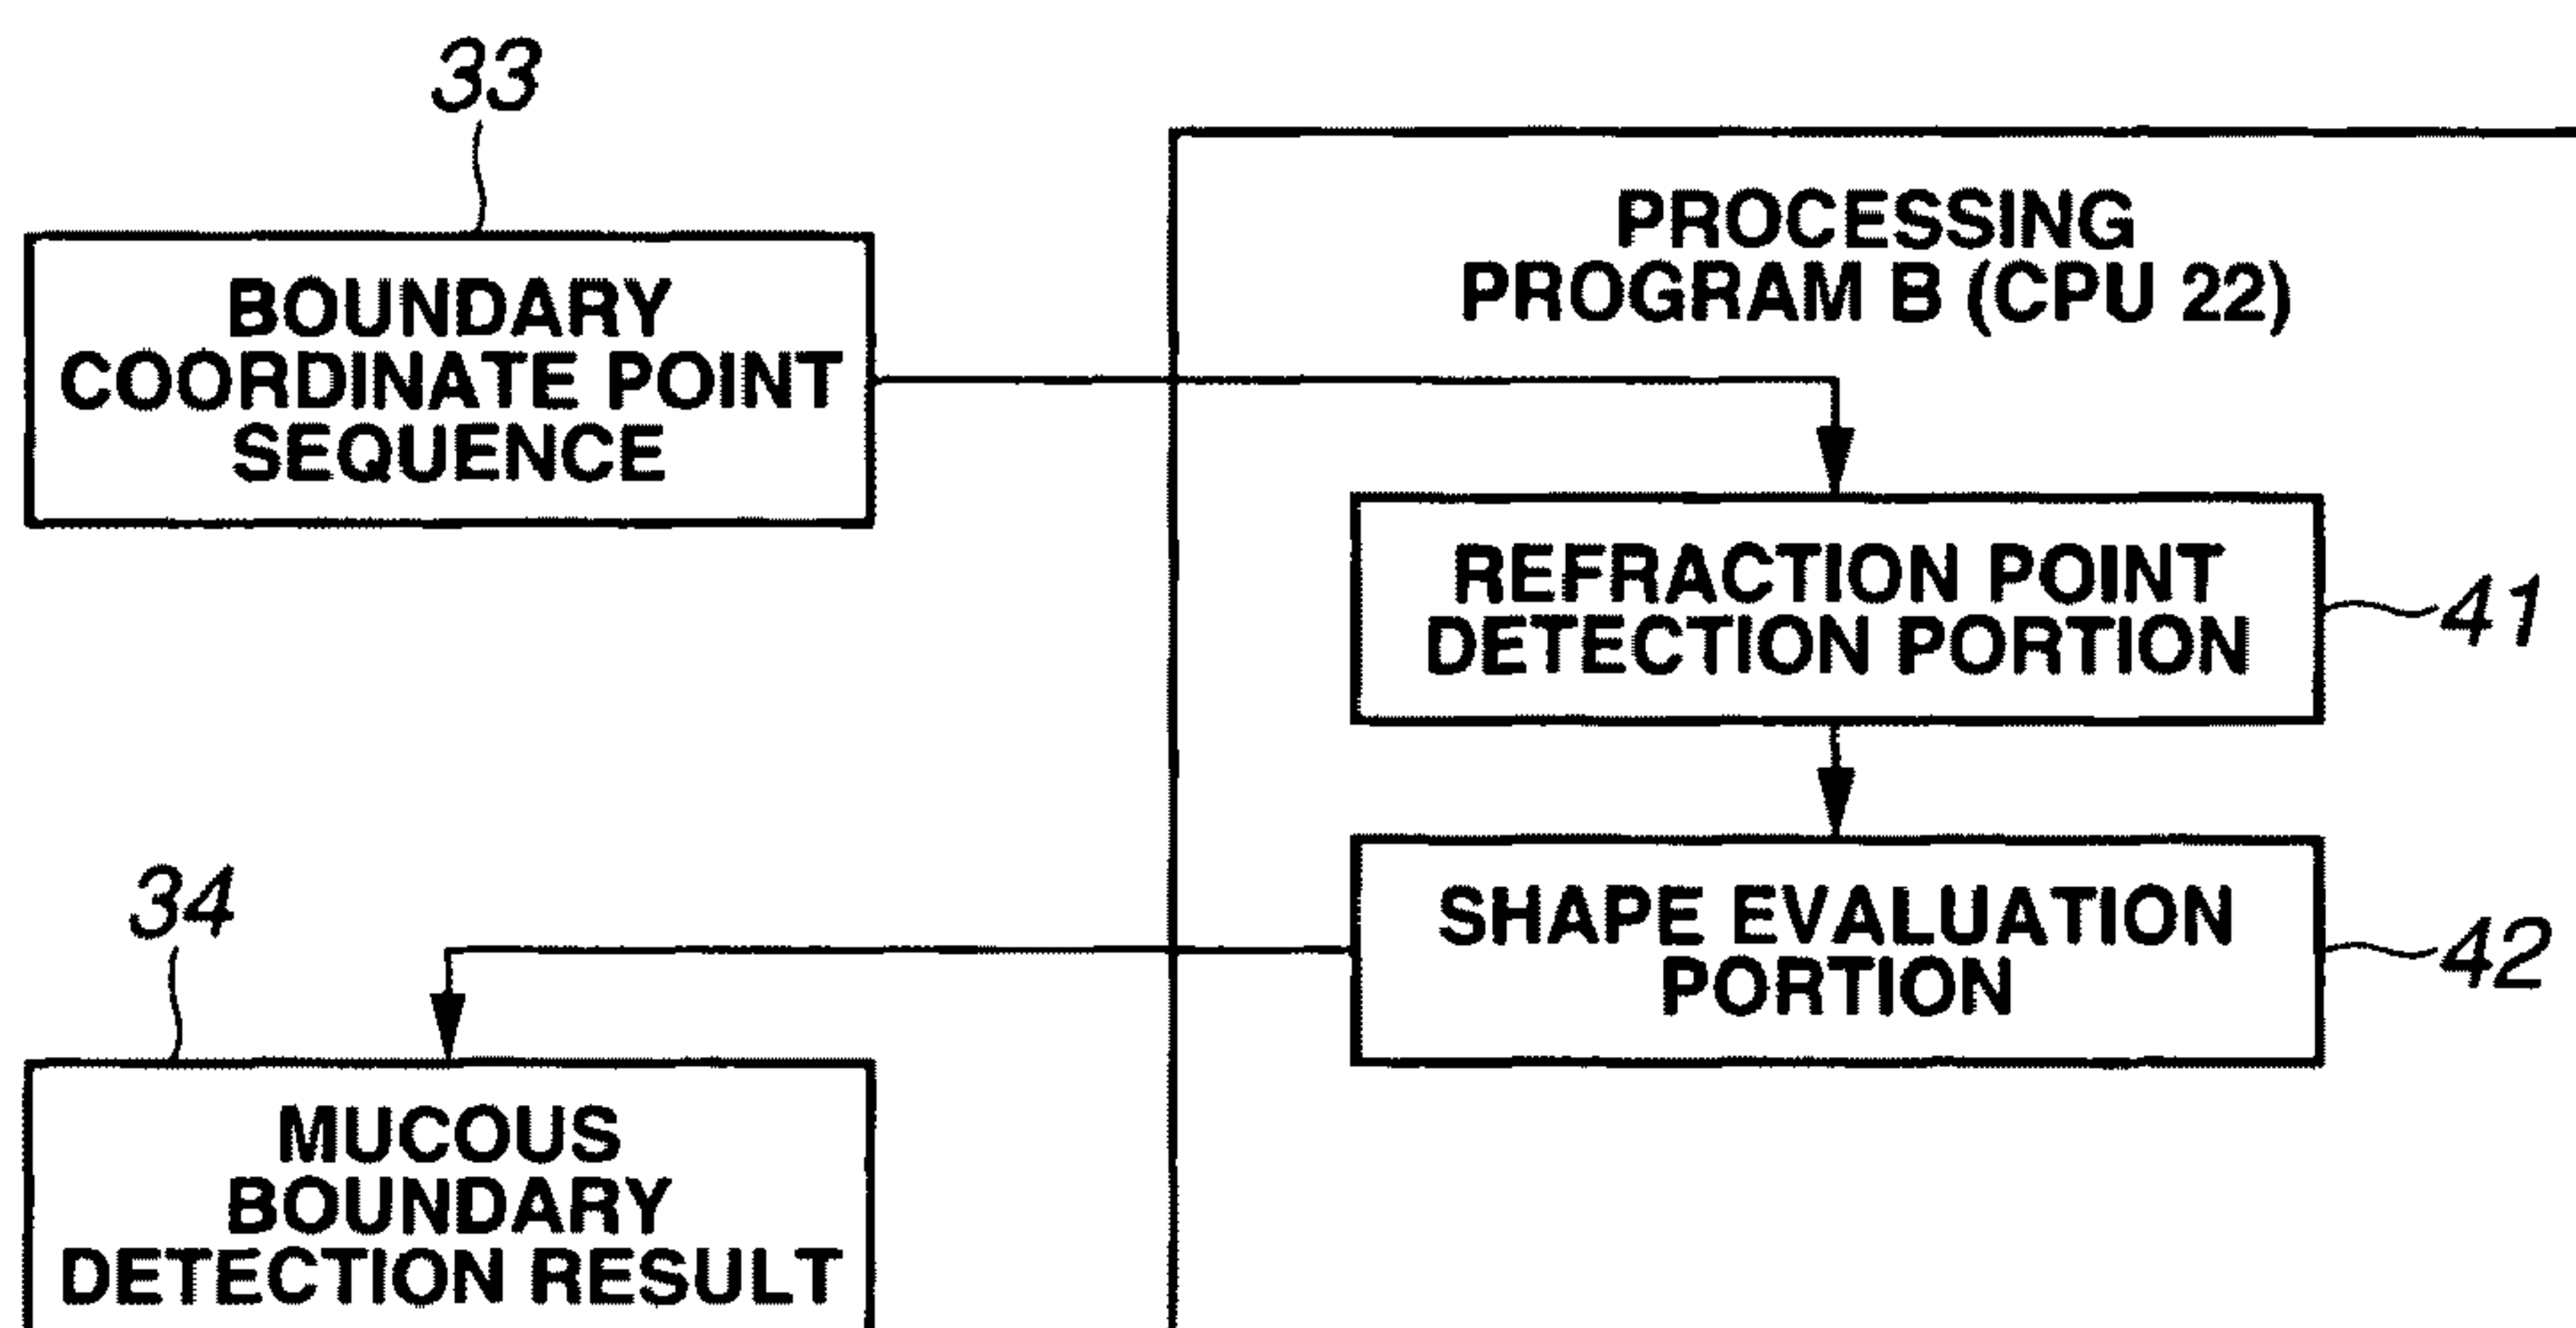 33
BOUNDARY
COORDINATE POINT
SEQUENCE
PROCESSING
PROGRAM B (CPU 22)
REFRACTION POINT
DETECTION PORTION
41
SHAPE EVALUATION
PORTION
42
34
MUCOUS
BOUNDARY
DETECTION RESULT